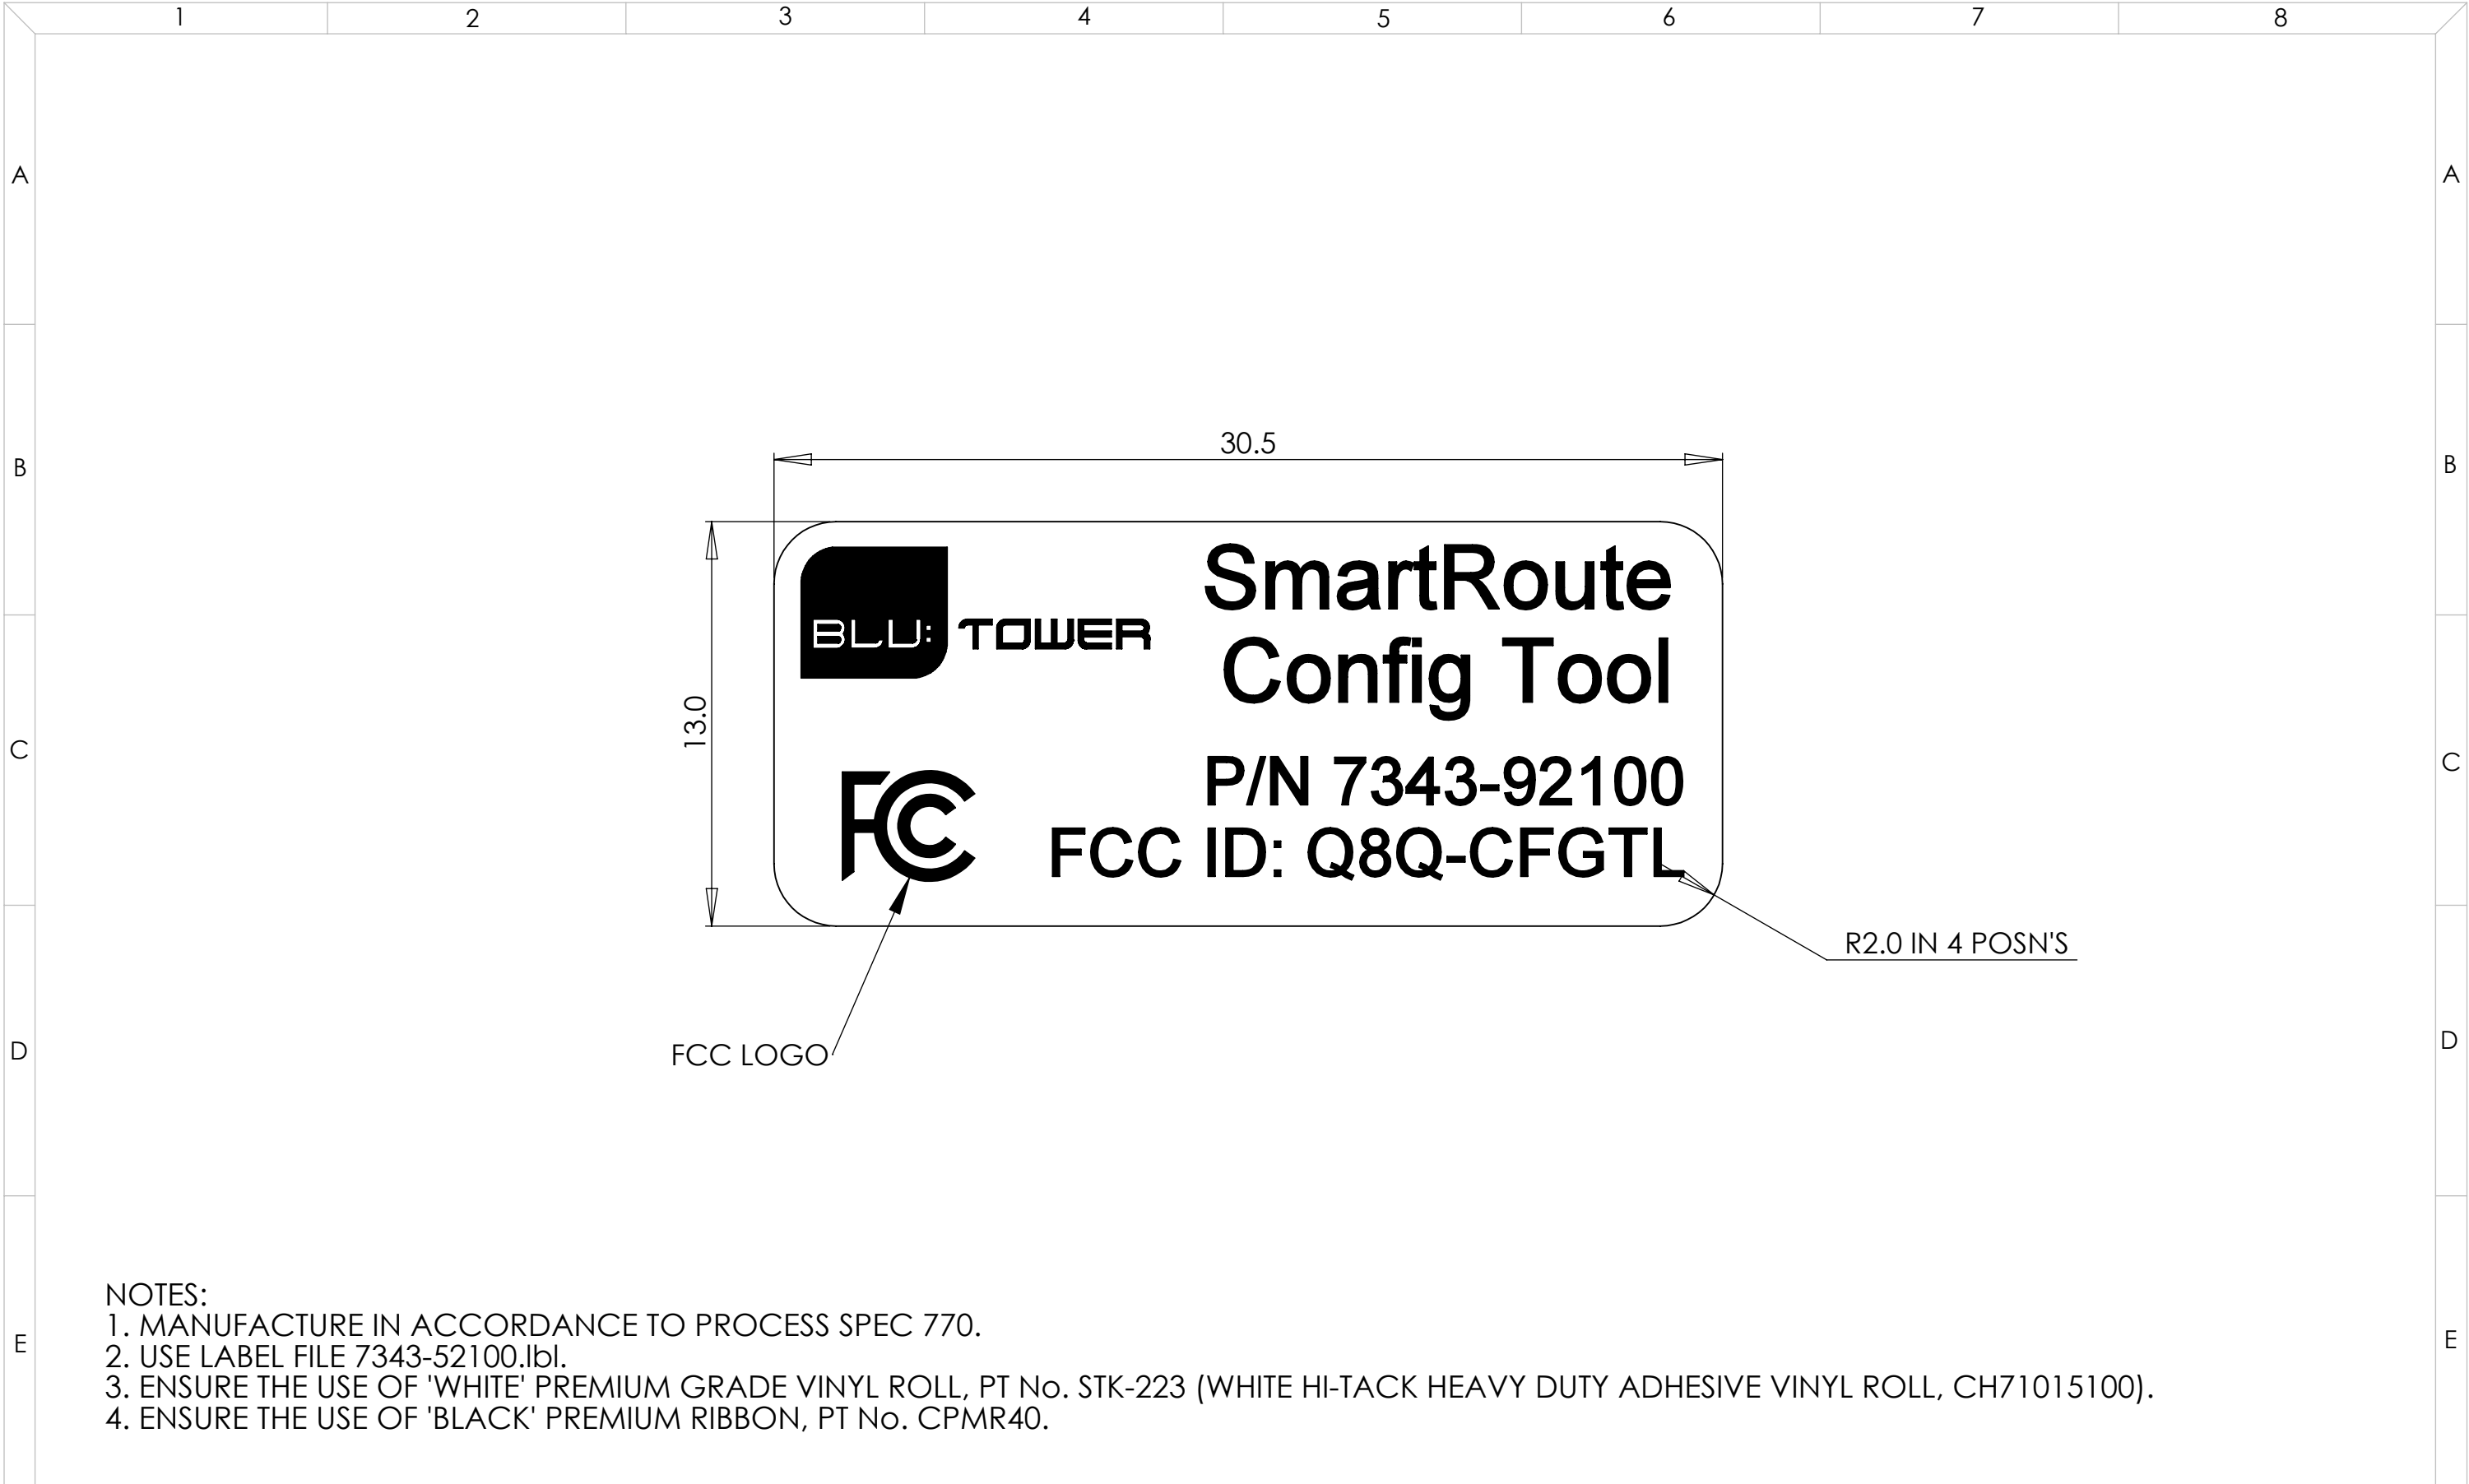 1 2 3 4 5 6 7 8
A A
B B
30.5
SmartRoute
BLU: TOWER
Config Tool
13.0
C C
P/N 7343-92100
FCC
FCC ID: Q8Q-CFGTL
R2.0 IN 4 POSN'S
FCC LOGO
D D
NOTES:
1. MANUFACTURE IN ACCORDANCE TO PROCESS SPEC 770.
E E
2. USE LABEL FILE 7343-52100.lbl.
3. ENSURE THE USE OF 'WHITE' PREMIUM GRADE VINYL ROLL, PT No. STK-223 (WHITE HI-TACK HEAVY DUTY ADHESIVE VINYL ROLL, CH71015100).
4. ENSURE THE USE OF 'BLACK' PREMIUM RIBBON, PT No. CPMR40.